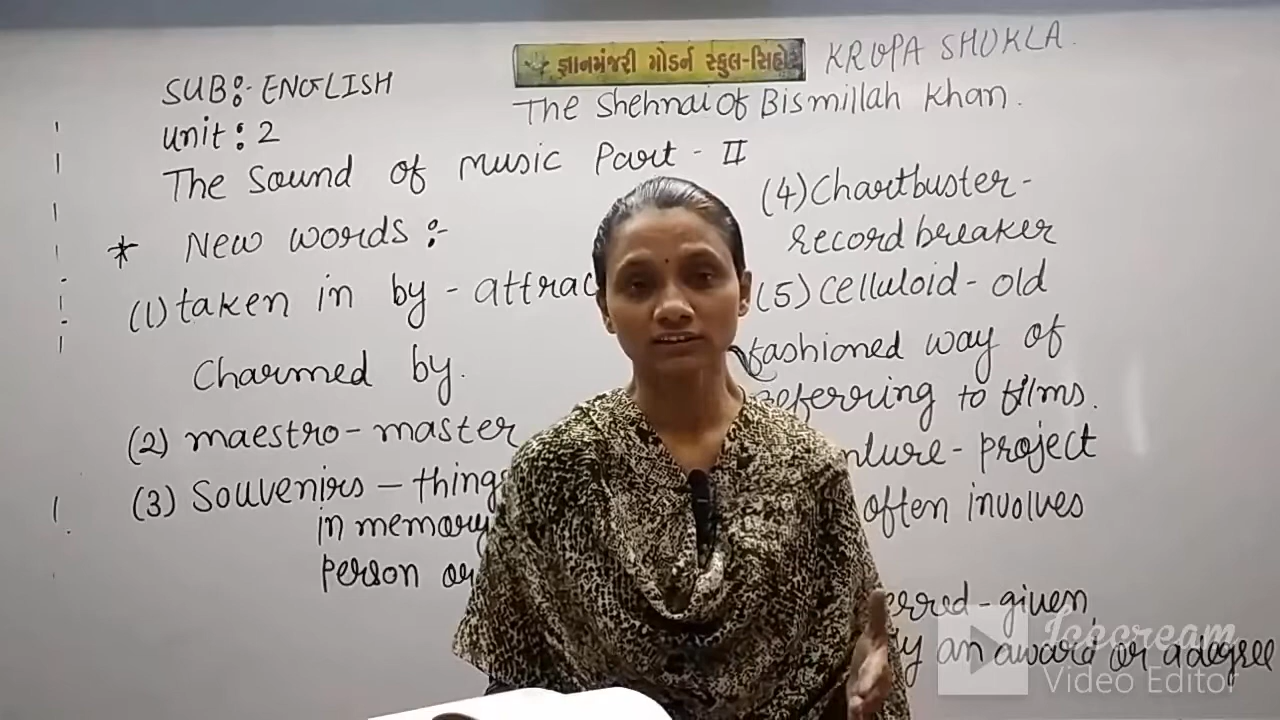 જ્ઞાનમંજરી મોડર્ન સ્કુલ-સિહોર
KRUPA SHUKLA
SUB:- ENGLISH
The Shehnai of Bismillah Khan.
Unit: 2
The Sound of Music Part - II
* New words :-
(1) taken in by - attrac
Charmed by.
(2) maestro - master
(3) Souvenirs - things
in memory
person or
(4) Chartbuster -
record breaker
(5) Celluloid - old
fashioned way of
referring to films.
nture - project
often involves
erred - given,
y an award or a degree
Icecream
Video Editor